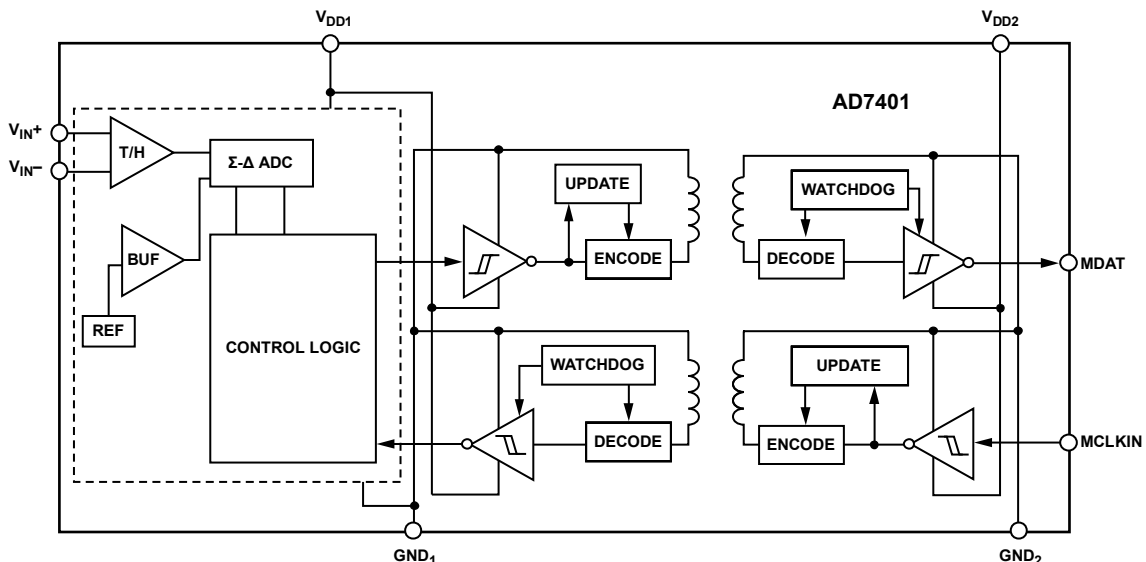 VDD1
VDD2
AD7401
VIN+
VIN−
T/H
Σ-Δ ADC
UPDATE
WATCHDOG
BUF
ENCODE
DECODE
MDAT
REF
CONTROL LOGIC
WATCHDOG
UPDATE
DECODE
ENCODE
MCLKIN
GND1
GND2